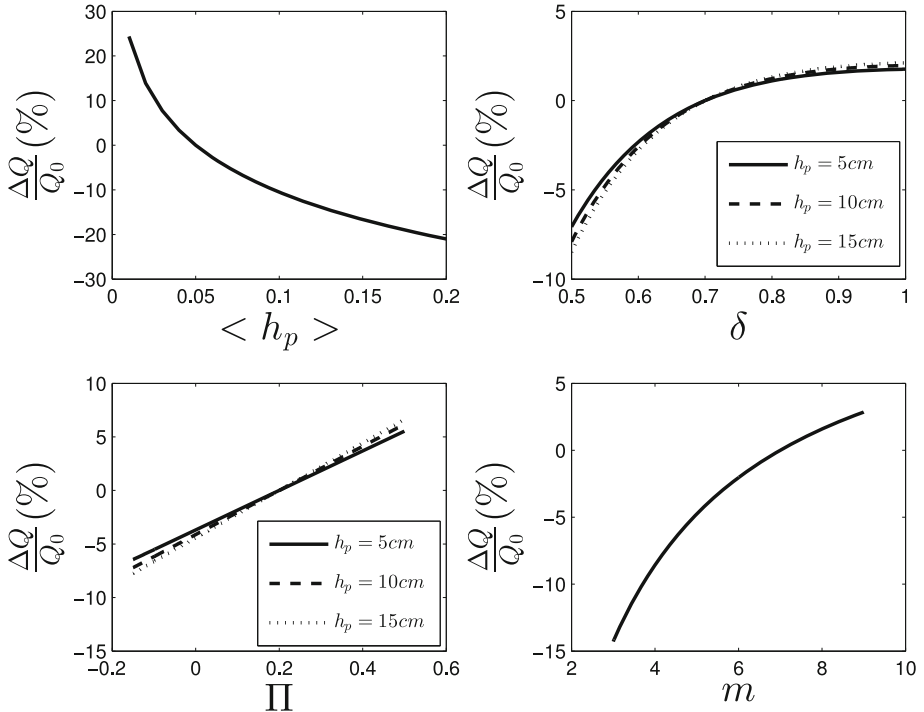 30
20
10
0
−10
−20
−30
0 0.05 0.1 0.15 0.2
ΔQ/Q₀ (%)
< hₚ >
5
0
−5
−10
0.5 0.6 0.7 0.8 0.9 1
ΔQ/Q₀ (%)
δ
hₚ = 5cm
hₚ = 10cm
hₚ = 15cm
10
5
0
−5
−10
−15
−0.2 0 0.2 0.4 0.6
ΔQ/Q₀ (%)
Π
hₚ = 5cm
hₚ = 10cm
hₚ = 15cm
5
0
−5
−10
−15
2 4 6 8 10
ΔQ/Q₀ (%)
m